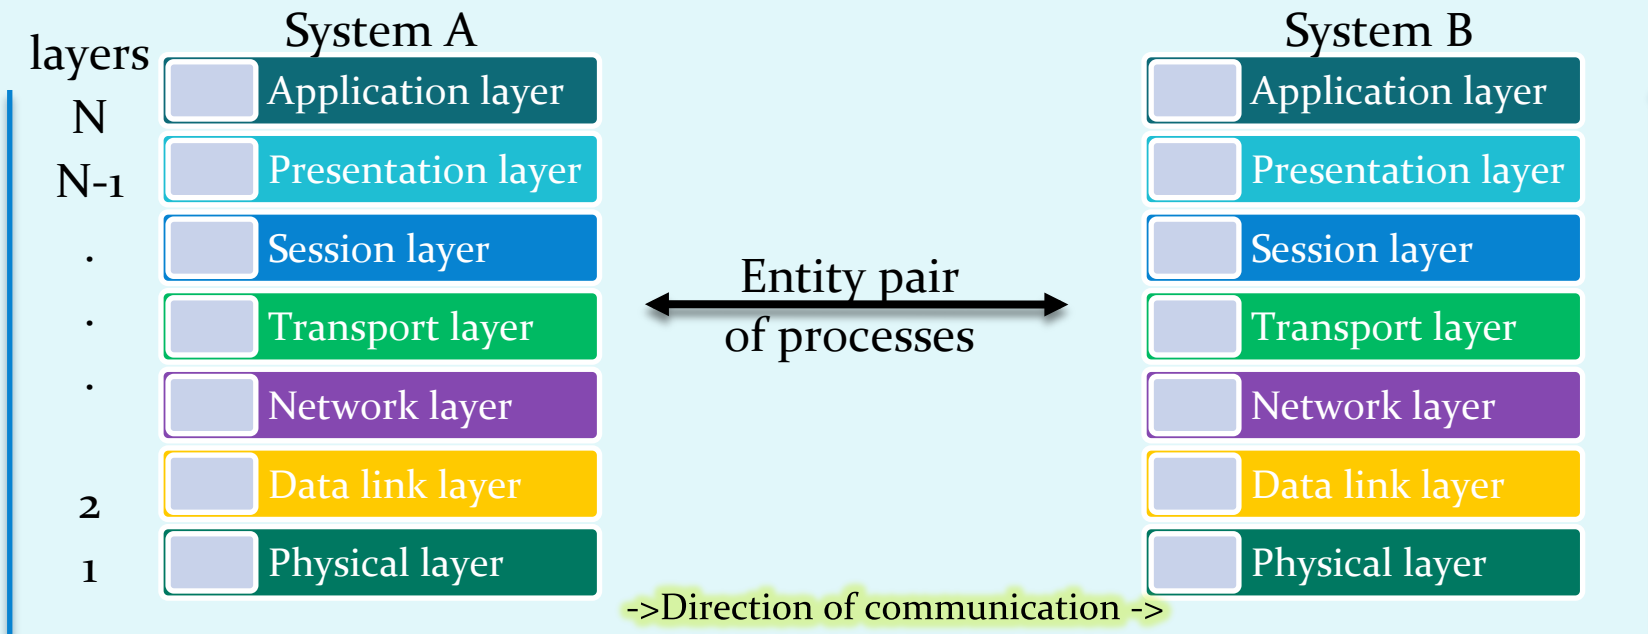 layers
N
N-1
.
.
.
2
1
System A
Application layer
Presentation layer
Session layer
Transport layer
Network layer
Data link layer
Physical layer
Entity pair
of processes
->Direction of communication ->
System B
Application layer
Presentation layer
Session layer
Transport layer
Network layer
Data link layer
Physical layer